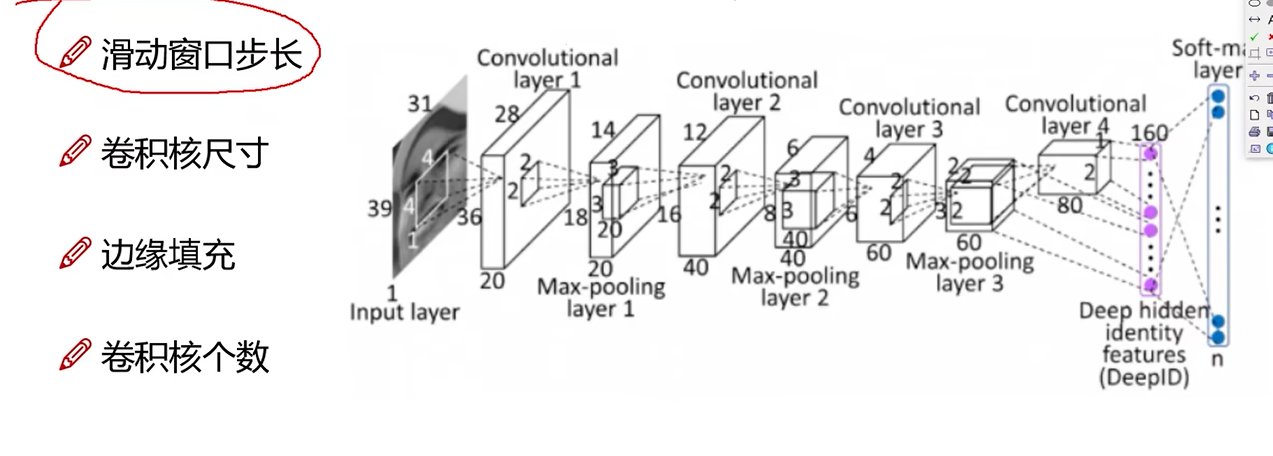 滑动窗口步长
卷积核尺寸
边缘填充
卷积核个数
Convolutional
layer 1
Convolutional
layer 2
Convolutional
layer 3
Convolutional
layer 4
Soft-ma
layer
31
39
4
4
1
1
Input layer
28
36
2
2
20
14
18
3
3
20
20
Max-pooling
layer 1
12
16
2
2
40
6
8
3
3
40
40
Max-pooling
layer 2
4
6
2
2
60
2
3
2
2
60
Max-pooling
layer 3
1
2
80
160
Deep hidden
identity
features
(DeepID)
n